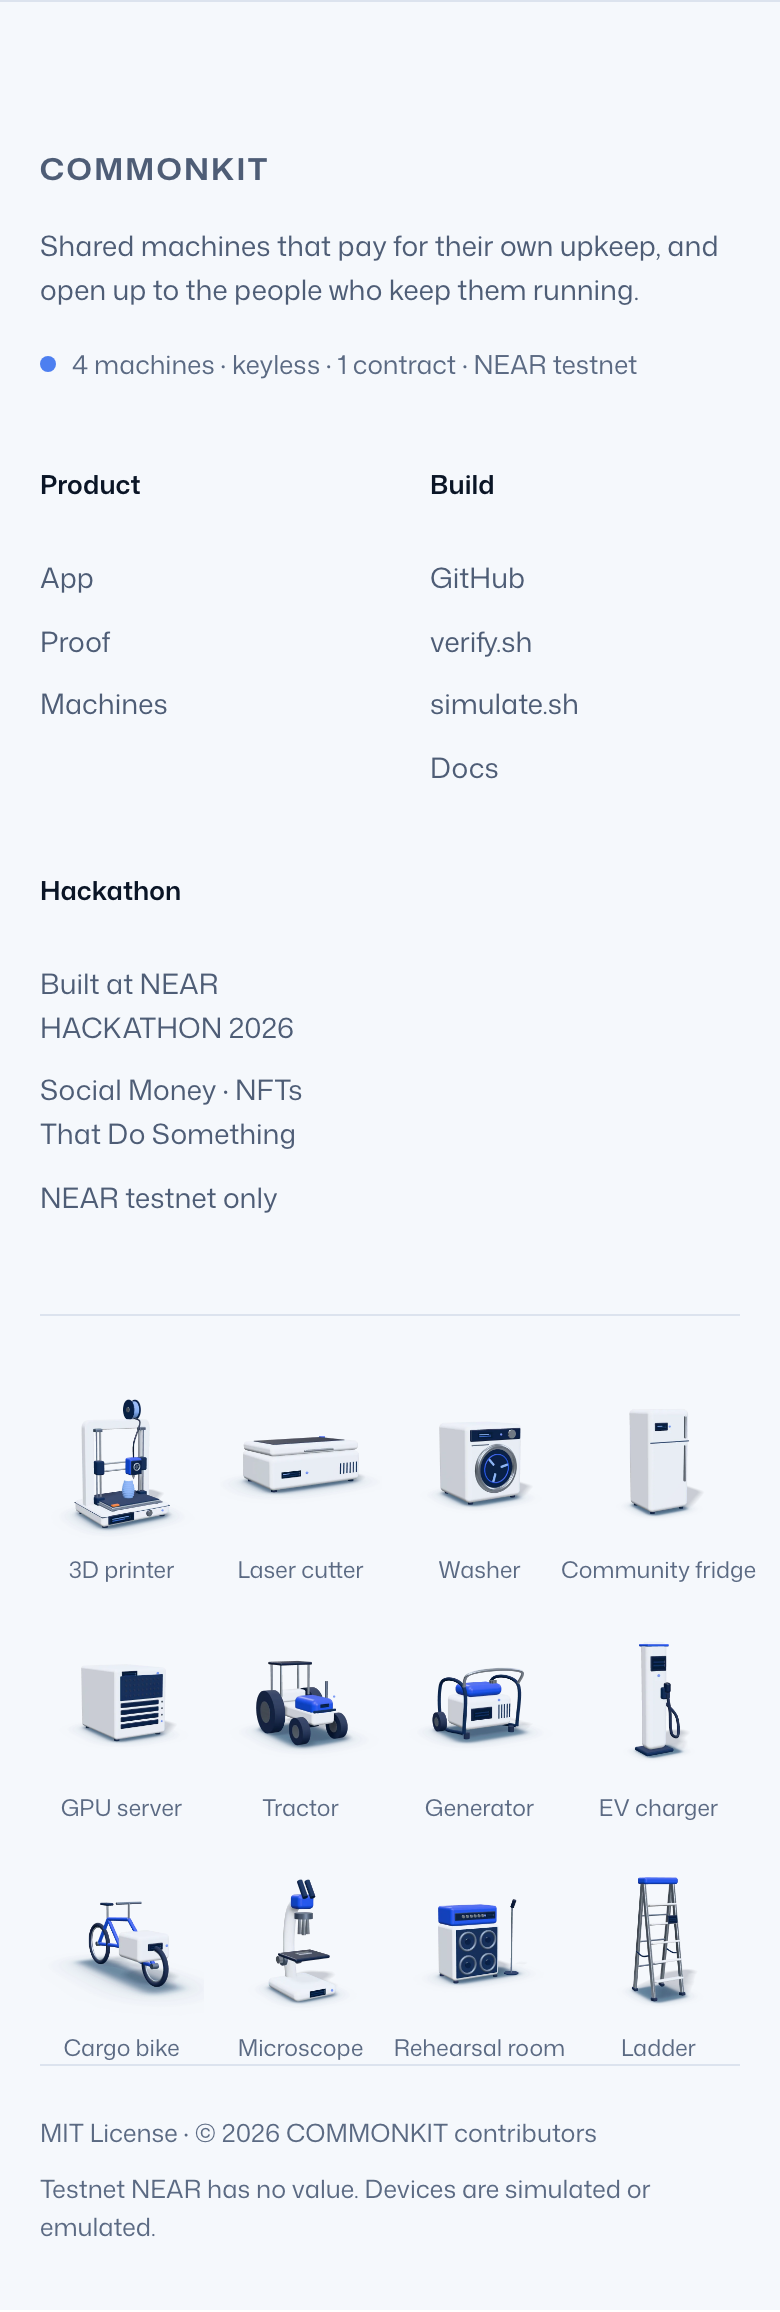 COMMONKIT
Shared machines that pay for their own upkeep, and
open up to the people who keep them running.
4 machines · keyless · 1 contract · NEAR testnet
Product
App
Proof
Machines
Build
GitHub
verify.sh
simulate.sh
Docs
Hackathon
Built at NEAR
HACKATHON 2026
Social Money · NFTs
That Do Something
NEAR testnet only
3D printer
Laser cutter
Washer
Community fridge
GPU server
Tractor
Generator
EV charger
Cargo bike
Microscope
Rehearsal room
Ladder
MIT License · © 2026 COMMONKIT contributors
Testnet NEAR has no value. Devices are simulated or
emulated.